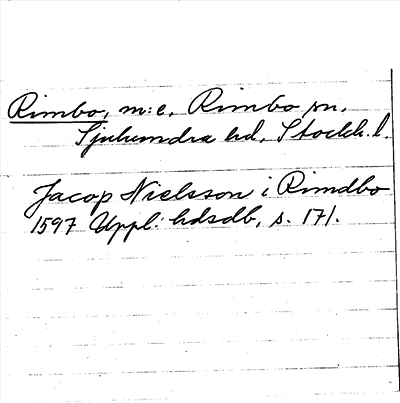 Rimbo, m:e, Rimbo sn,
Sjuhundra hd, Stockh. l.
Jacop Nielsson i Rimdbo
1597 Uppl. hdsdb, s. 171.